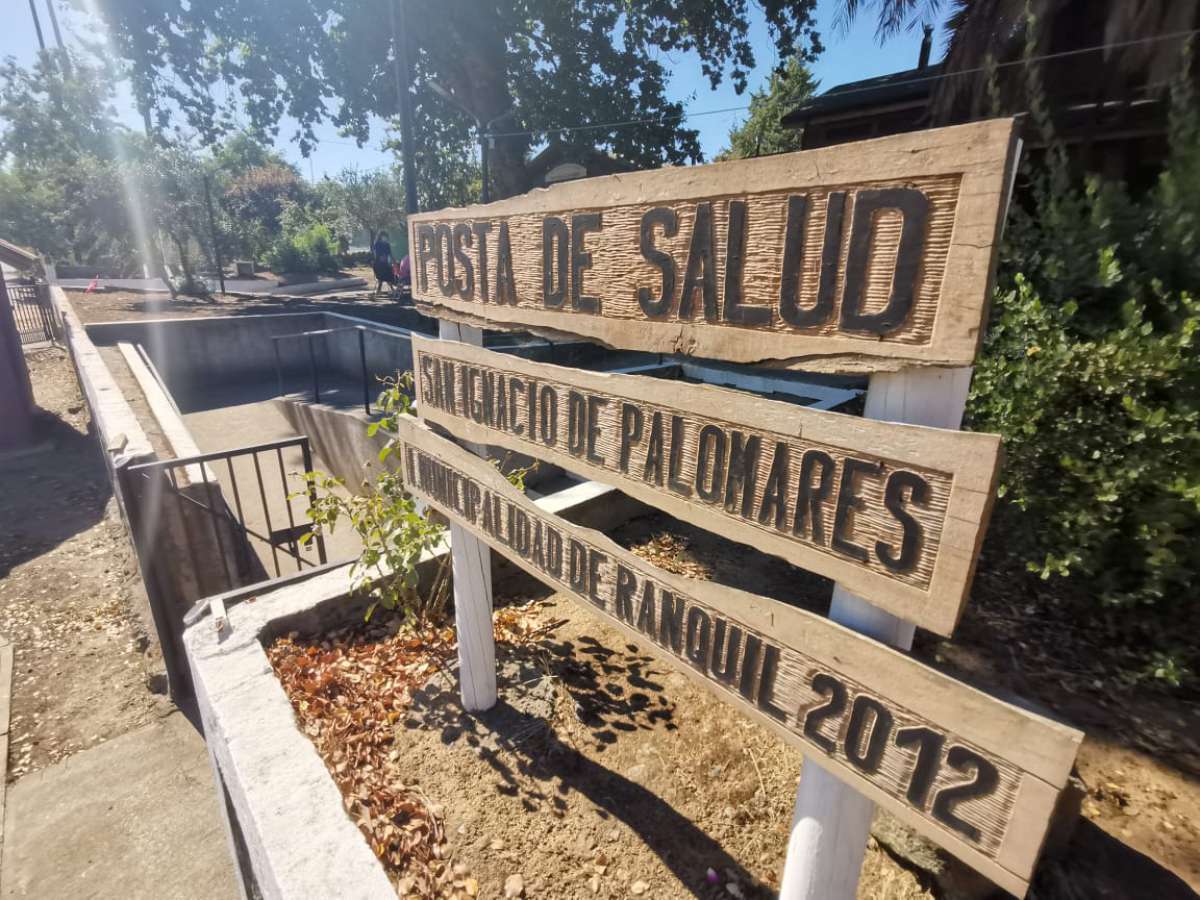 POSTA DE SALUD
SAN IGNACIO DE PALOMARES
I. MUNICIPALIDAD DE RANQUIL 2012